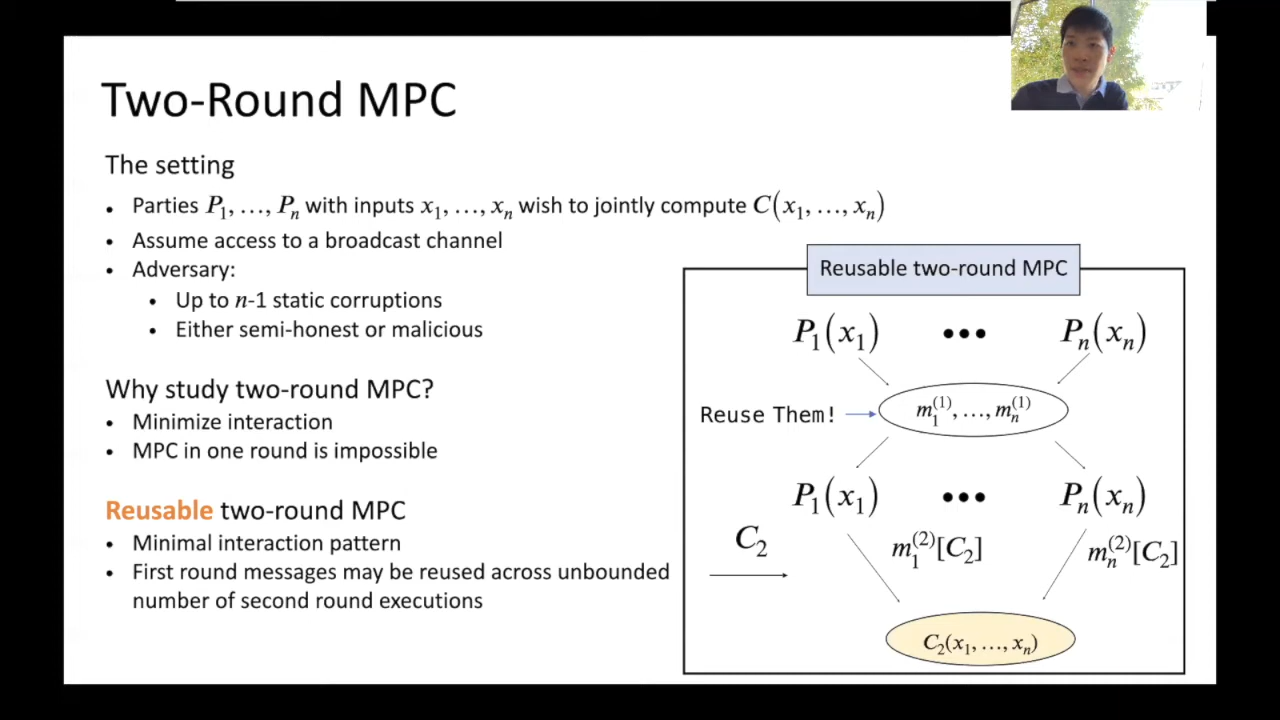 Two-Round MPC
The setting
• Parties P₁, …, Pₙ with inputs x₁, …, xₙ wish to jointly compute C(x₁, …, xₙ)
• Assume access to a broadcast channel
• Adversary:
• Up to n-1 static corruptions
• Either semi-honest or malicious
Why study two-round MPC?
• Minimize interaction
• MPC in one round is impossible
Reusable two-round MPC
• Minimal interaction pattern
• First round messages may be reused across unbounded
number of second round executions
Reusable two-round MPC
P₁(x₁) ••• Pₙ(xₙ)
Reuse Them! m₁⁽¹⁾, …, mₙ⁽¹⁾
P₁(x₁) ••• Pₙ(xₙ)
C₂ m₁⁽²⁾[C₂] mₙ⁽²⁾[C₂]
C₂(x₁, …, xₙ)